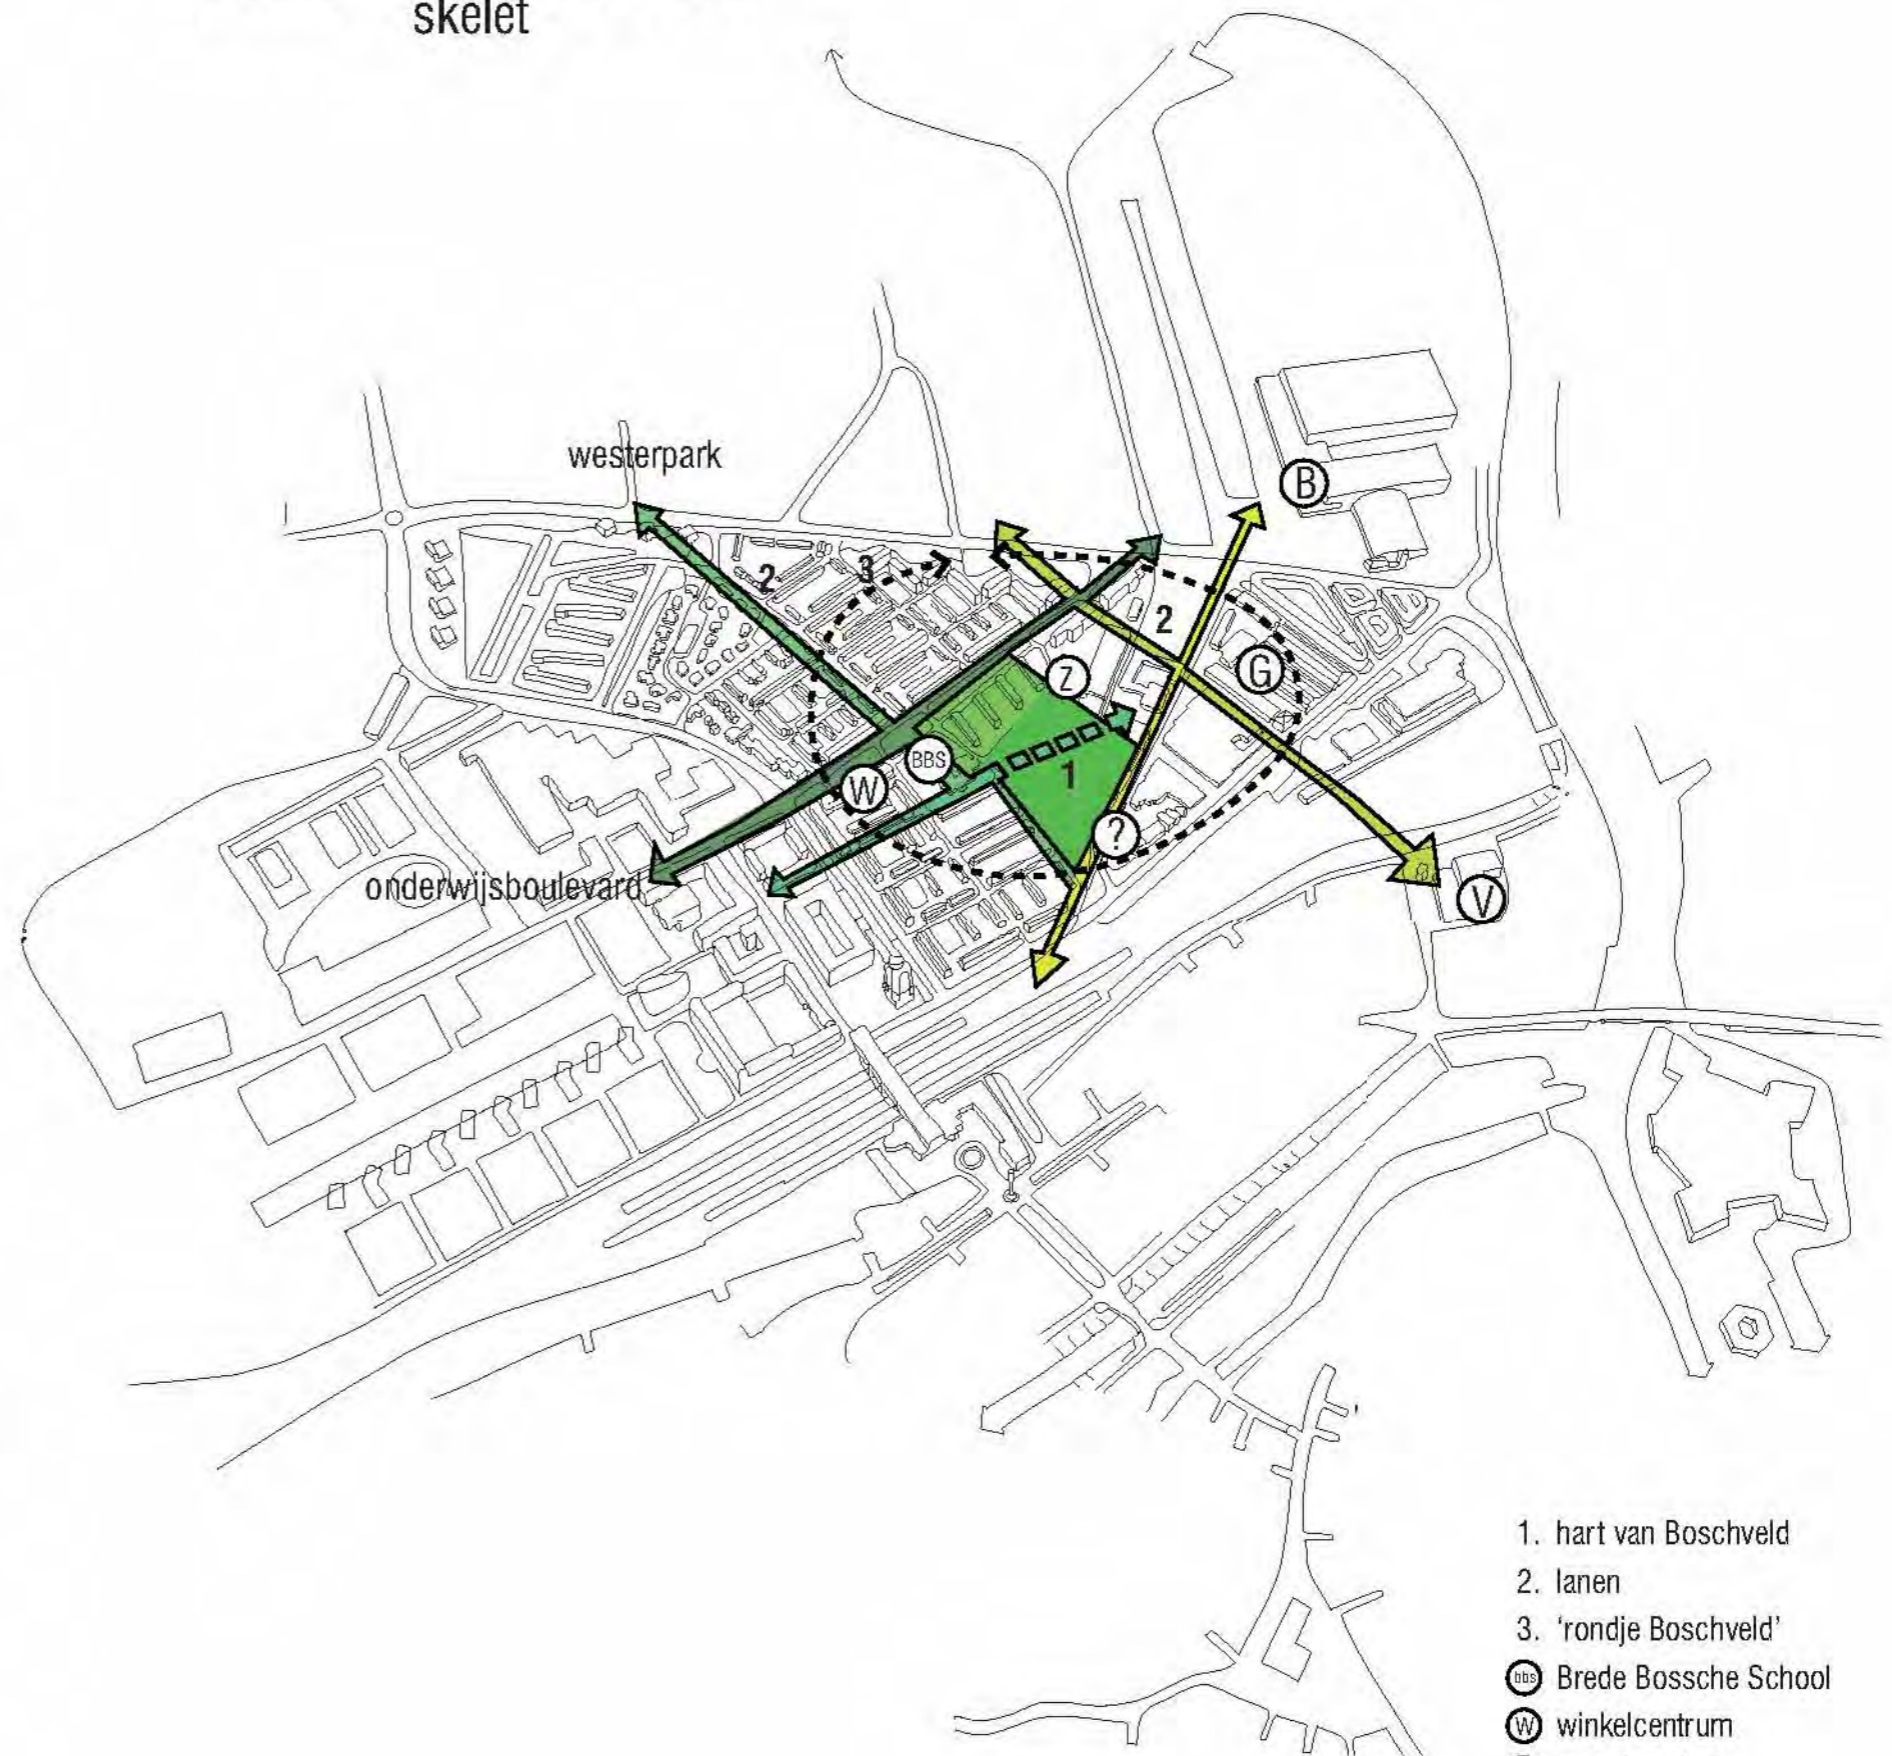 skelet
westerpark
B
2
3
2
G
Z
BBS
1
W
?
onderwijsboulevard
V
1. hart van Boschveld
2. lanen
3. ‘rondje Boschveld’
bbs Brede Bossche School
W winkelcentrum